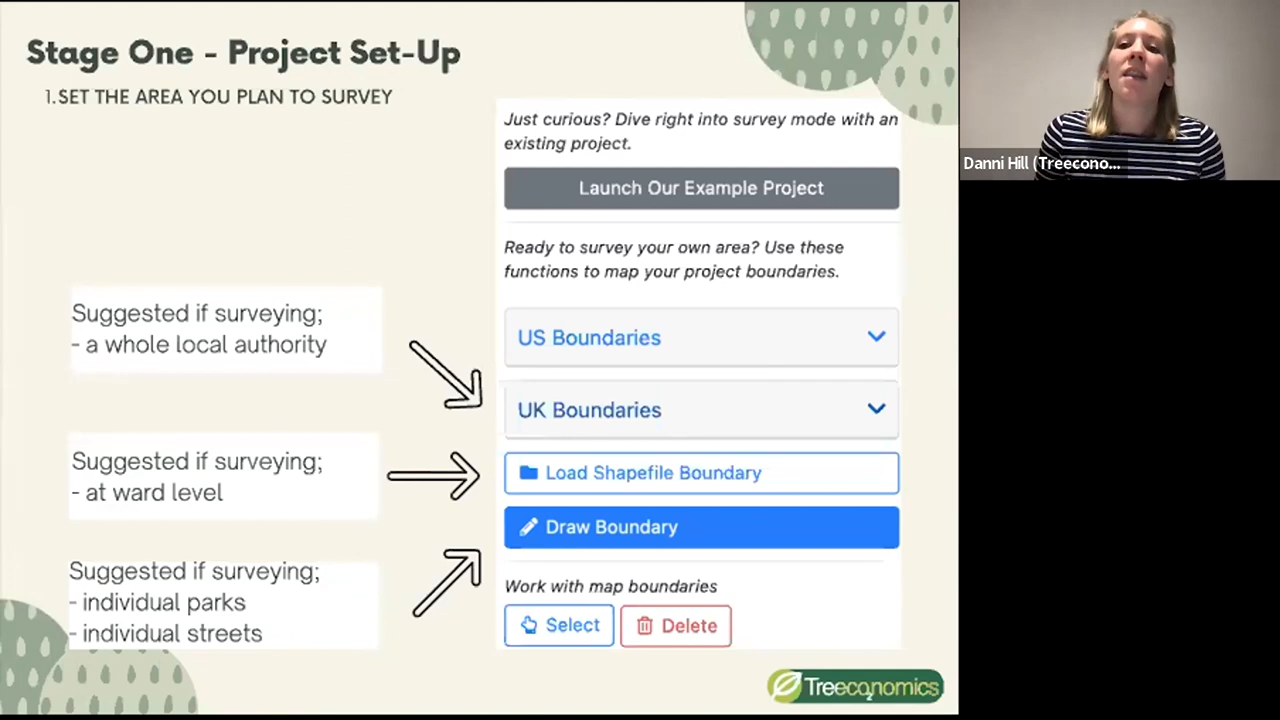 Stage One - Project Set-Up
1.SET THE AREA YOU PLAN TO SURVEY
Just curious? Dive right into survey mode with an
existing project.
Launch Our Example Project
Ready to survey your own area? Use these
functions to map your project boundaries.
Suggested if surveying;
- a whole local authority
US Boundaries
UK Boundaries
Suggested if surveying;
- at ward level
Load Shapefile Boundary
Draw Boundary
Suggested if surveying;
- individual parks
- individual streets
Work with map boundaries
Select
Delete
Treeconomics
Danni Hill (Treecono...